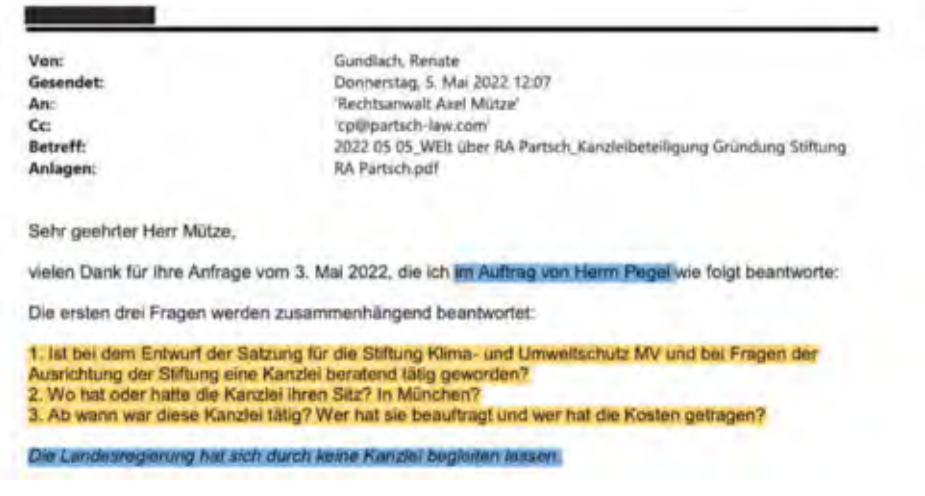 Von: Gundlach, Renate
Gesendet: Donnerstag, 5. Mai 2022 12:07
An: 'Rechtsanwalt Axel Mütze'
Cc: 'cp@partsch-law.com'
Betreff: 2022 05 05_WElt über RA Partsch_Kanzleibeteiligung Gründung Stiftung
Anlagen: RA Partsch.pdf
Sehr geehrter Herr Mütze,
vielen Dank für Ihre Anfrage vom 3. Mai 2022, die ich im Auftrag von Herrn Pegel wie folgt beantworte:
Die ersten drei Fragen werden zusammenhängend beantwortet:
1. Ist bei dem Entwurf der Satzung für die Stiftung Klima- und Umweltschutz MV und bei Fragen der
Ausrichtung der Stiftung eine Kanzlei beratend tätig geworden?
2. Wo hat oder hatte die Kanzlei ihren Sitz? In München?
3. Ab wann war diese Kanzlei tätig? Wer hat sie beauftragt und wer hat die Kosten getragen?
Die Landesregierung hat sich durch keine Kanzlei begleiten lassen.